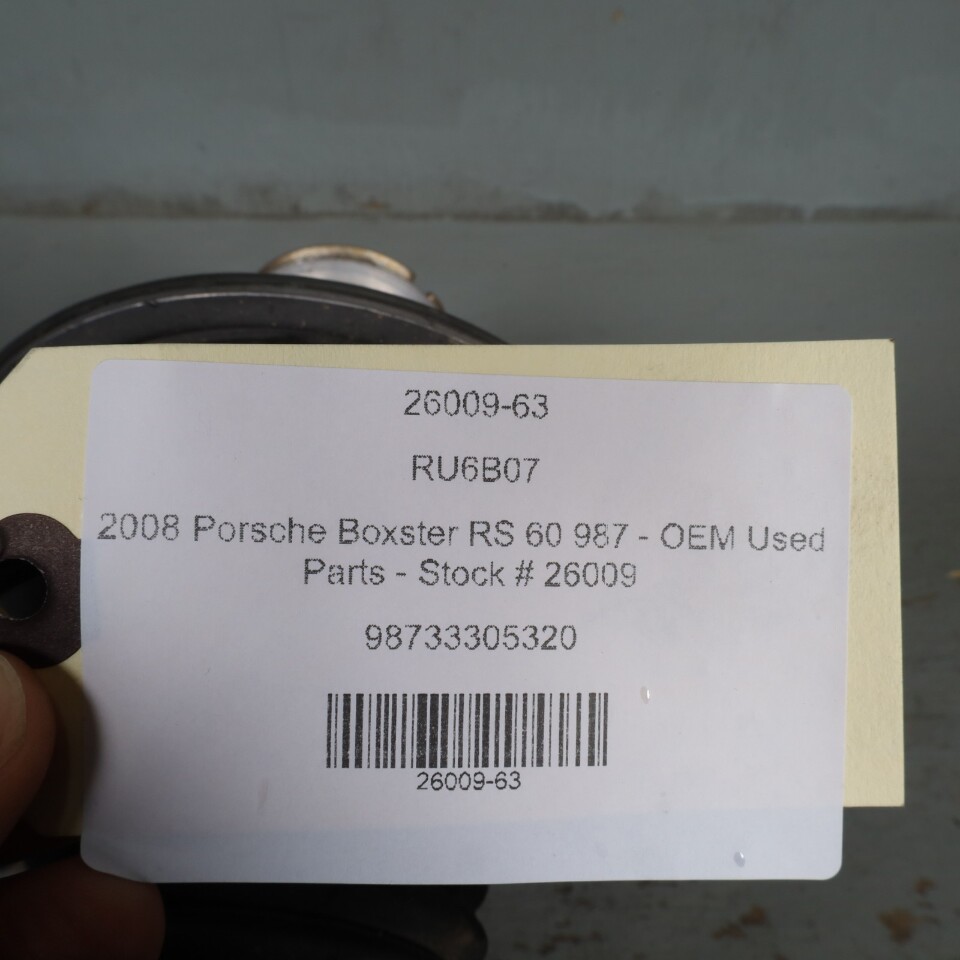 26009-63
RU6B07
2008 Porsche Boxster RS 60 987 - OEM Used
Parts - Stock # 26009
98733305320
26009-63